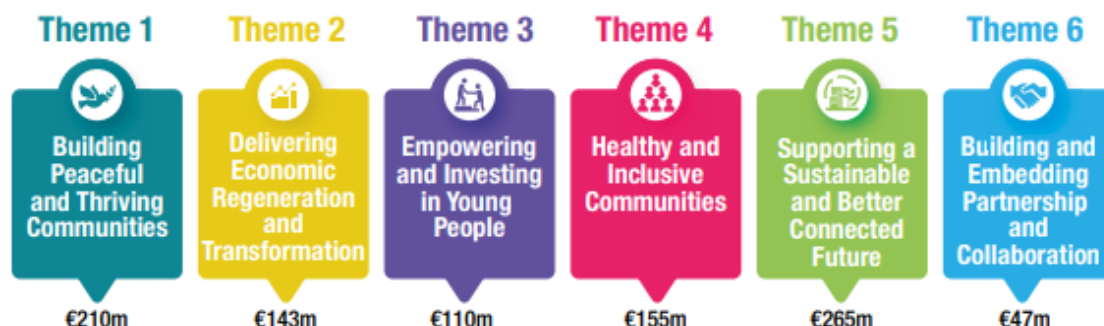 Theme 1
Theme 2
Theme 3
Theme 4
Theme 5
Theme 6
Building
Peaceful
and Thriving
Communities
Delivering
Economic
Regeneration
and
Transformation
Empowering
and Investing
in Young
People
Healthy and
Inclusive
Communities
Supporting a
Sustainable
and Better
Connected
Future
Building and
Embedding
Partnership
and
Collaboration
€210m
€143m
€110m
€155m
€265m
€47m